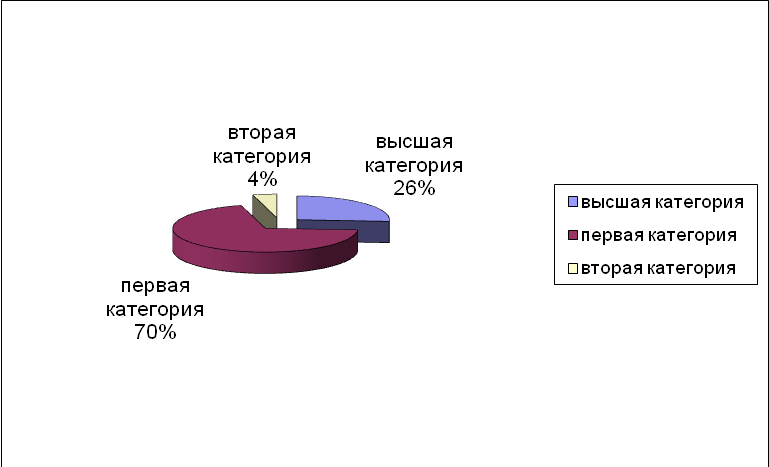 вторая
категория
4%
высшая
категория
26%
первая
категория
70%
высшая категория
первая категория
вторая категория